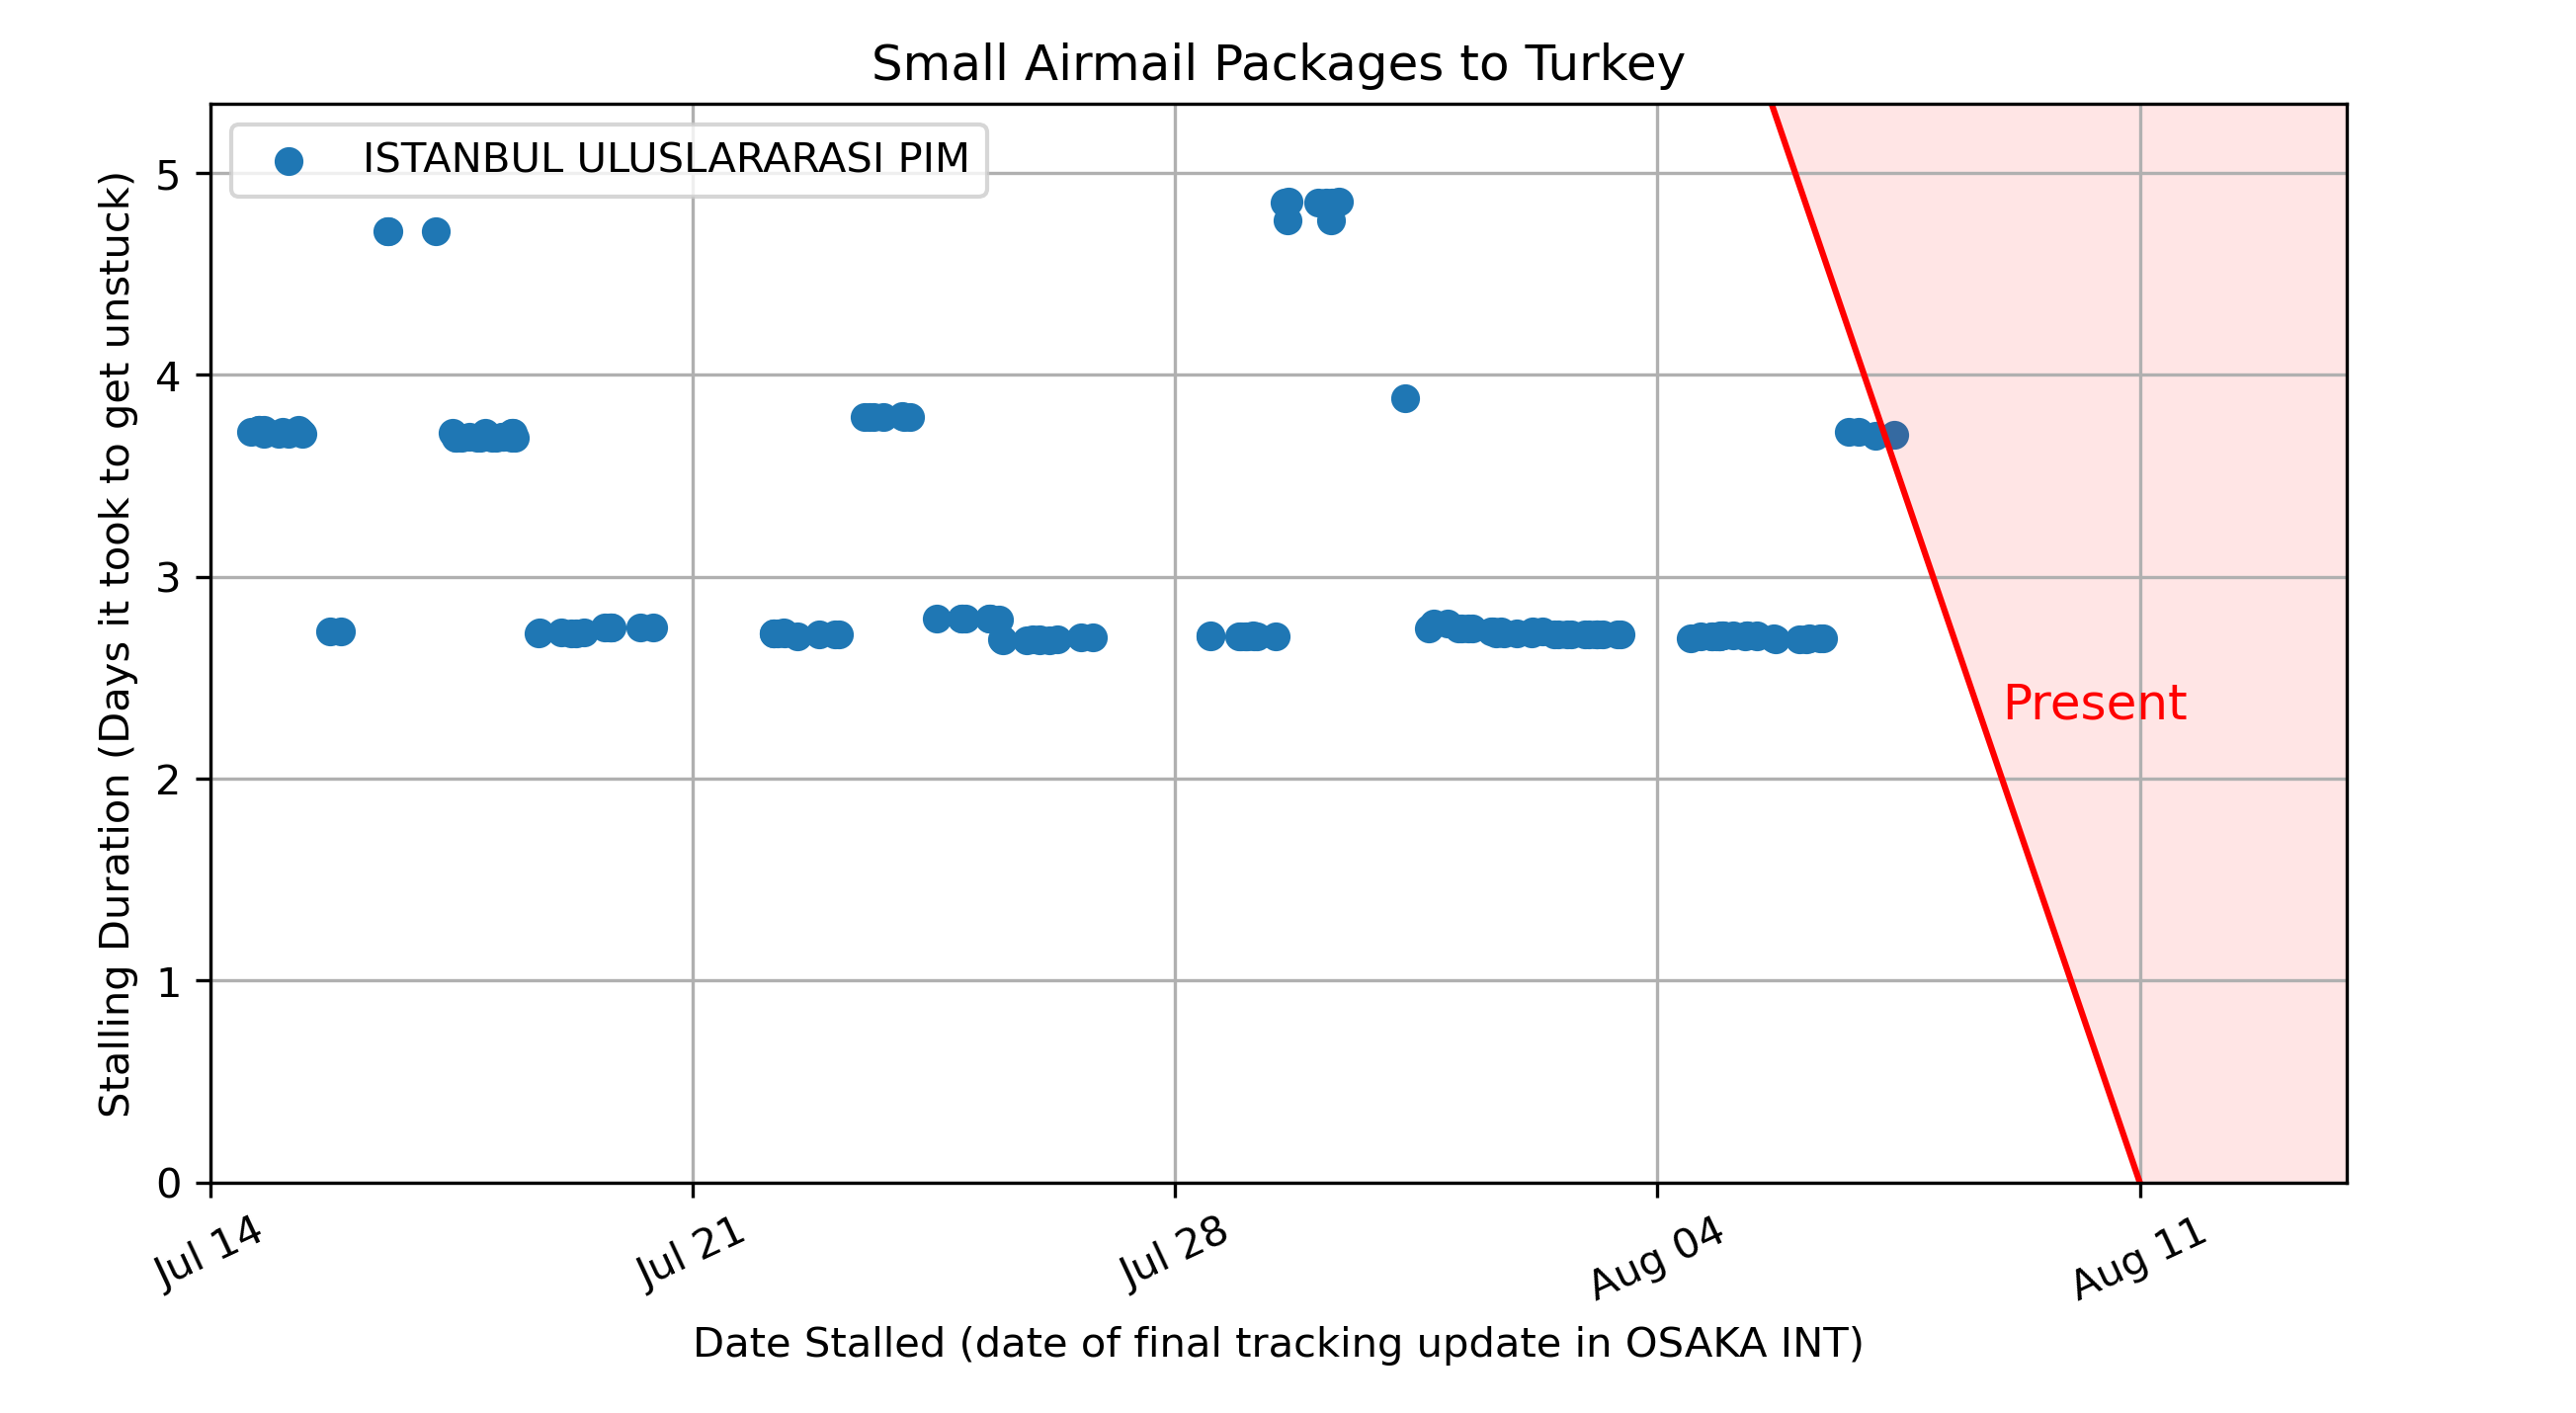 Small Airmail Packages to Turkey
ISTANBUL ULUSLARARASI PIM
Stalling Duration (Days it took to get unstuck)
5
4
3
2
1
0
Present
Jul 14
Jul 21
Jul 28
Aug 04
Aug 11
Date Stalled (date of final tracking update in OSAKA INT)